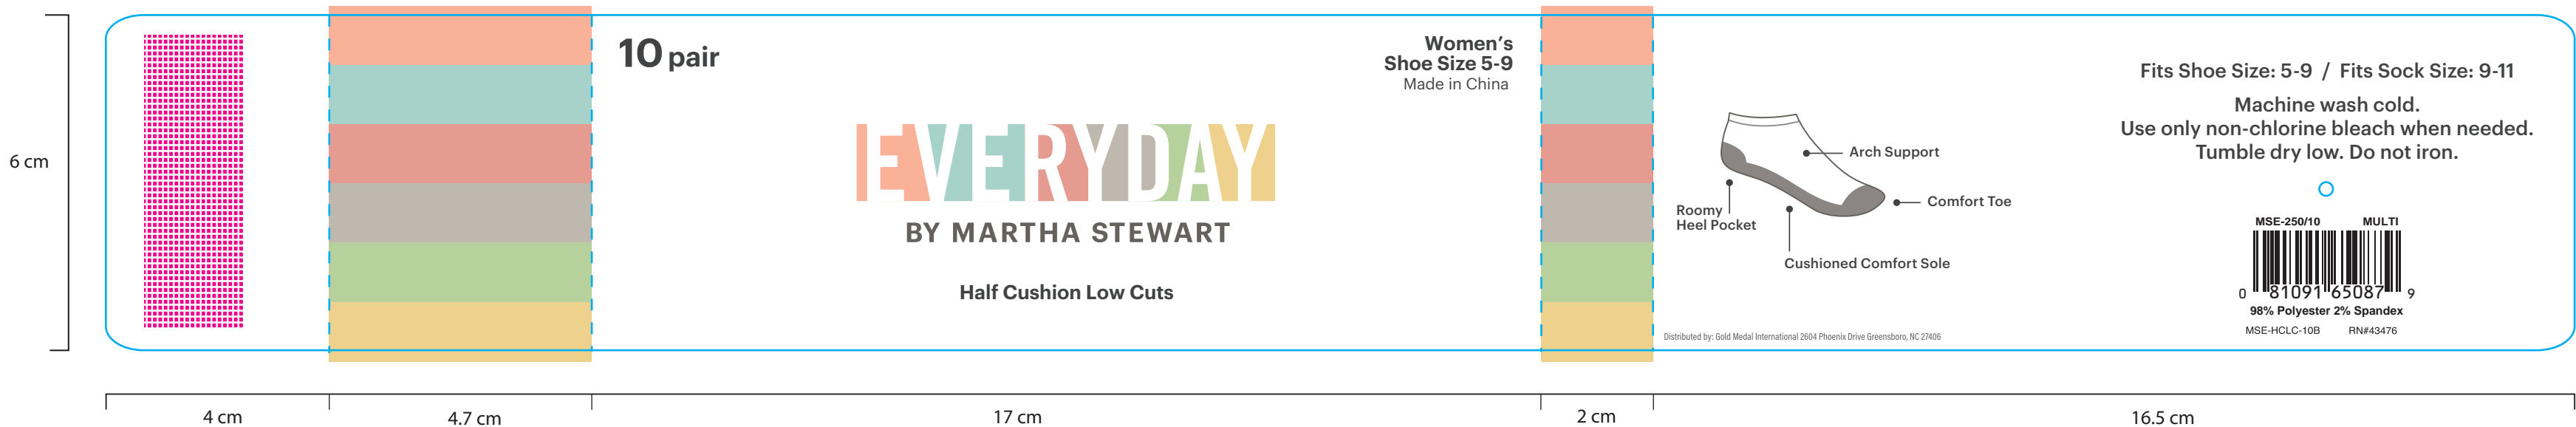 10 pair
Women's
Shoe Size 5-9
Made in China
EVERYDAY
BY MARTHA STEWART
Half Cushion Low Cuts
Arch Support
Comfort Toe
Roomy
Heel Pocket
Cushioned Comfort Sole
Distributed by: Gold Medal International 2604 Phoenix Drive Greensboro, NC 27406
Fits Shoe Size: 5-9 / Fits Sock Size: 9-11
Machine wash cold.
Use only non-chlorine bleach when needed.
Tumble dry low. Do not iron.
MSE-250/10 MULTI
0 81091 65087 9
98% Polyester 2% Spandex
MSE-HCLC-10B RN#43476
6 cm
4 cm
4.7 cm
17 cm
2 cm
16.5 cm